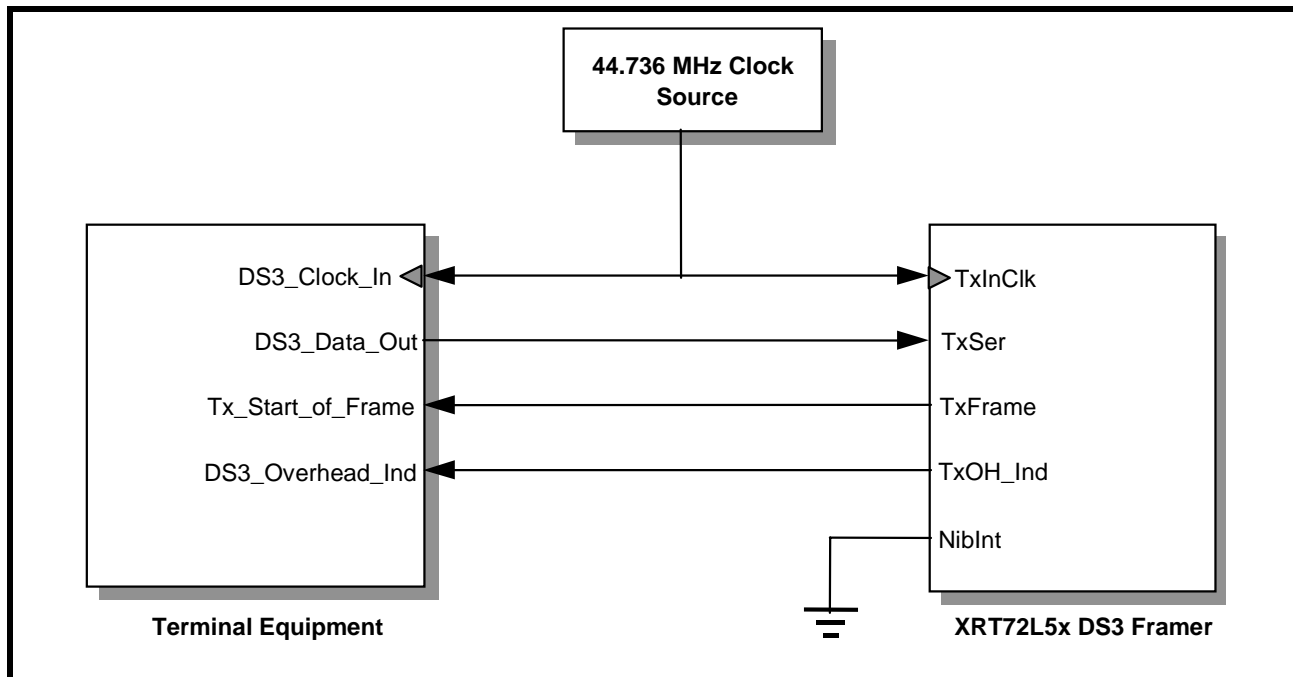 44.736 MHz Clock
Source
DS3_Clock_In
DS3_Data_Out
Tx_Start_of_Frame
DS3_Overhead_Ind
TxInClk
TxSer
TxFrame
TxOH_Ind
NibInt
Terminal Equipment
XRT72L5x DS3 Framer